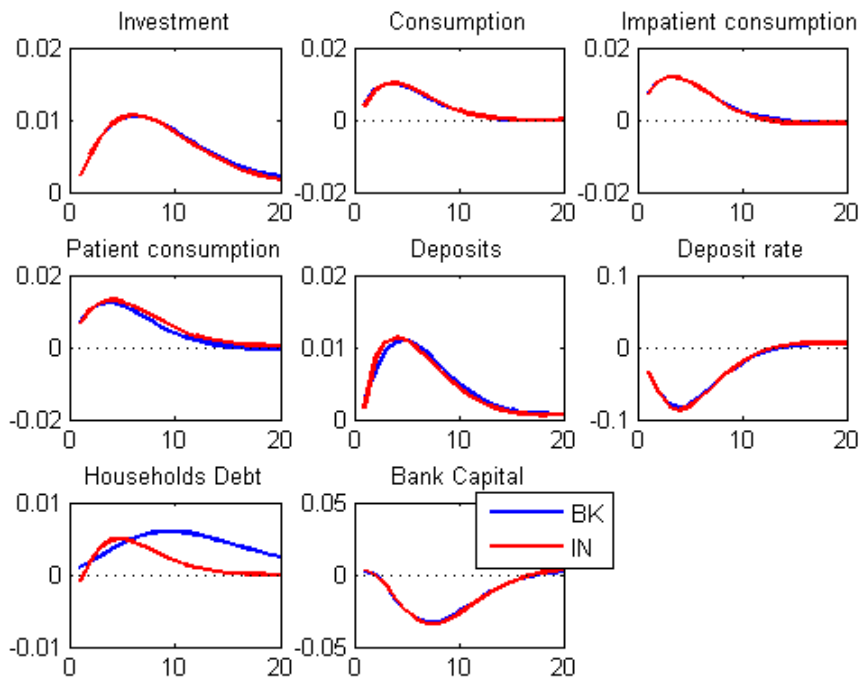 Investment
Consumption
Impatient consumption
0.02
0.01
0
0 10 20
0.02
0
-0.02
0 10 20
0.02
0
-0.02
0 10 20
Patient consumption
Deposits
Deposit rate
0.02
0
-0.02
0 10 20
0.02
0.01
0
0 10 20
0.1
0
-0.1
0 10 20
Households Debt
Bank Capital
0.01
0
-0.01
0 10 20
0.05
0
-0.05
0 10 20
BK
IN